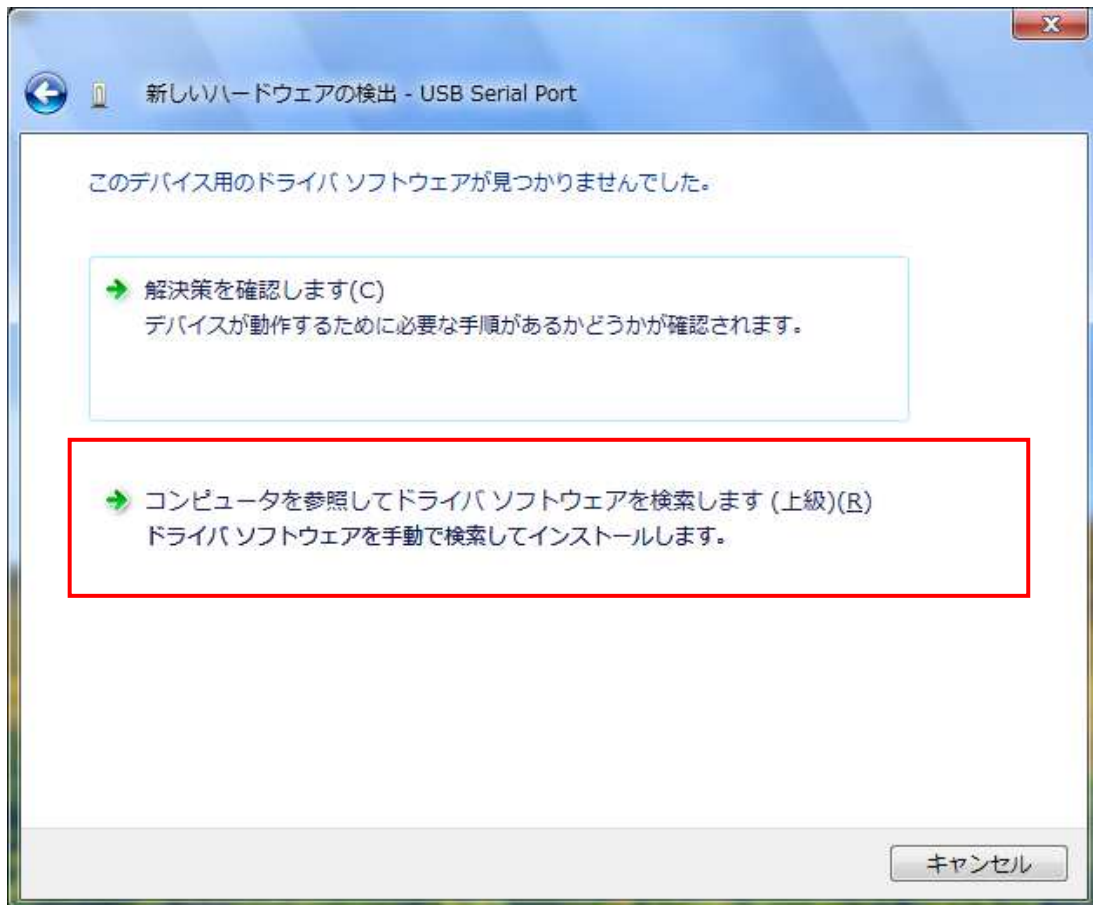 新しいハードウェアの検出 - USB Serial Port
このデバイス用のドライバ ソフトウェアが見つかりませんでした。
解決策を確認します(C)
デバイスが動作するために必要な手順があるかどうかが確認されます。
コンピュータを参照してドライバ ソフトウェアを検索します (上級)(R)
ドライバ ソフトウェアを手動で検索してインストールします。
キャンセル